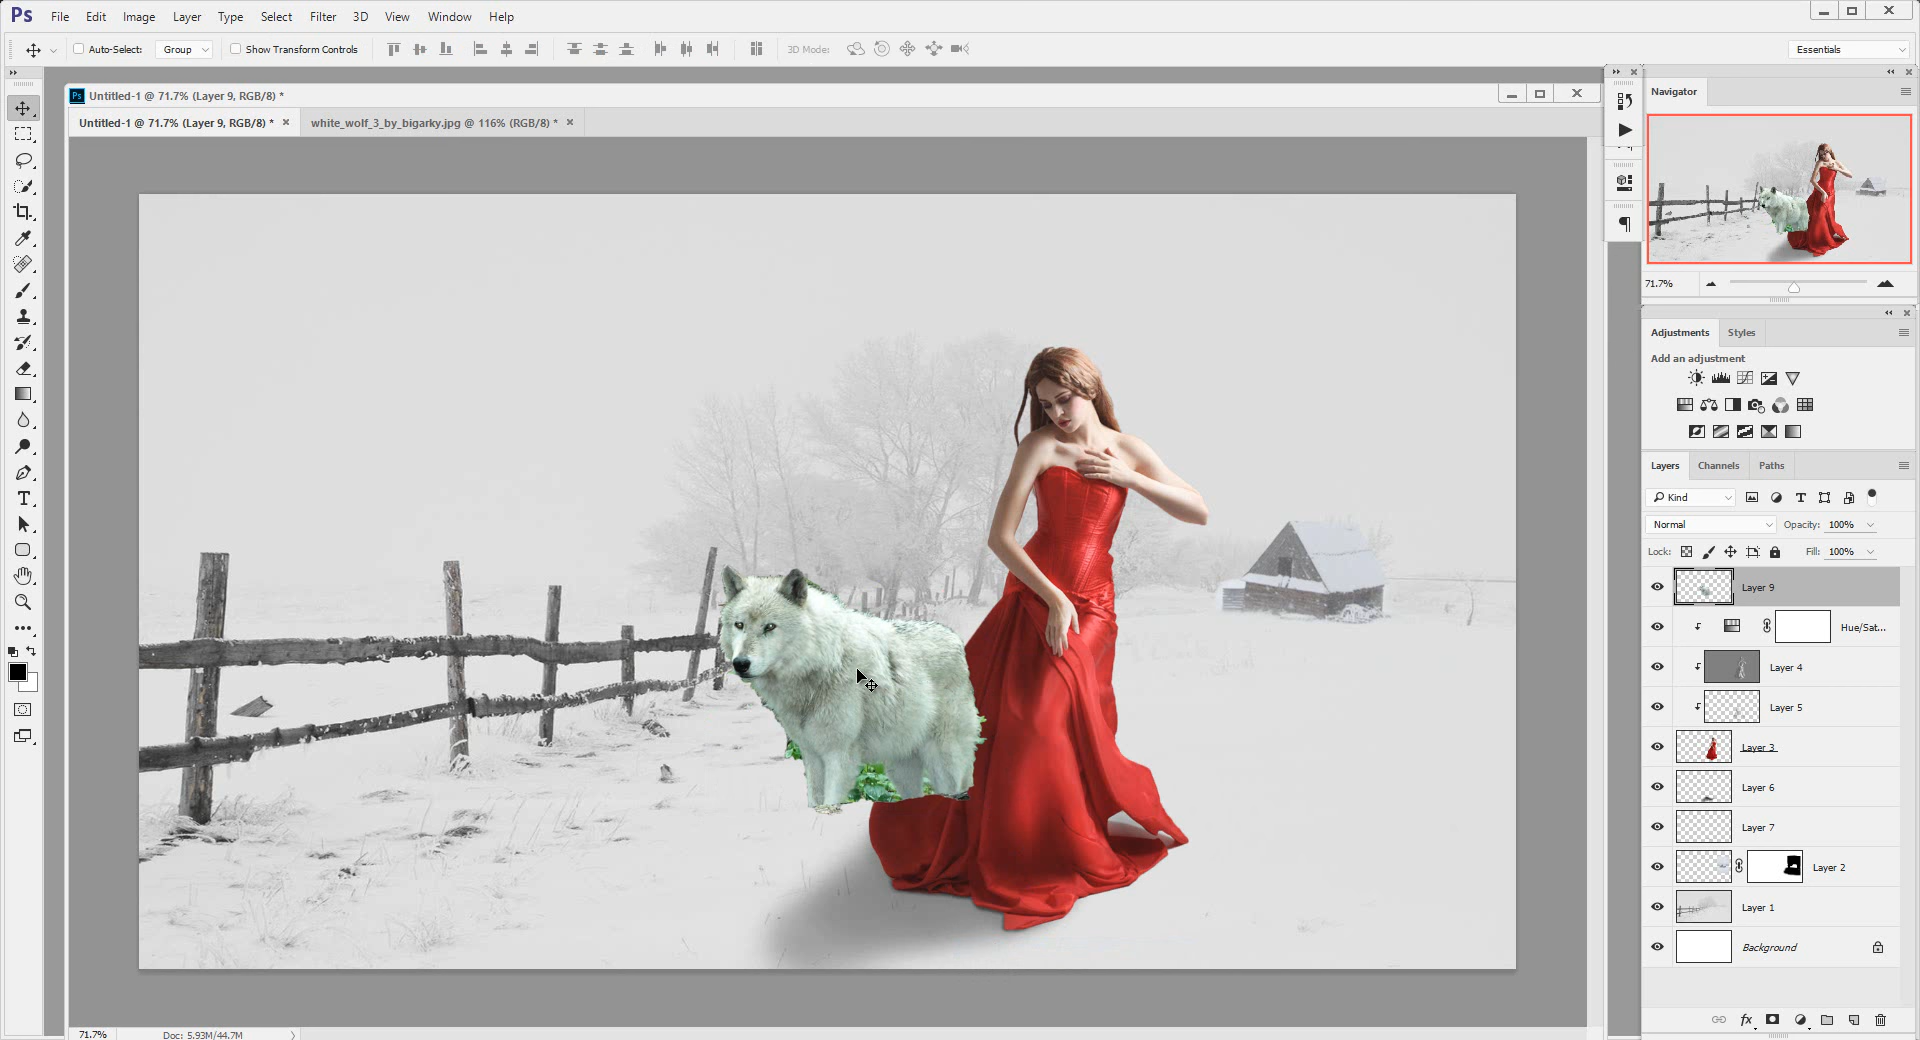 Ps File Edit Image Layer Type Select Filter 3D View Window Help
Auto-Select: Group Show Transform Controls 3D Mode: Essentials
Ps Untitled-1 @ 71.7% (Layer 9, RGB/8) *
Untitled-1 @ 71.7% (Layer 9, RGB/8) * white_wolf_3_by_bigarky.jpg @ 116% (RGB/8) *
Navigator
71.7%
Adjustments Styles
Add an adjustment
Layers Channels Paths
Kind
Normal Opacity: 100%
Lock: Fill: 100%
Layer 9
Hue/Sat...
Layer 4
Layer 5
Layer 3
Layer 6
Layer 7
Layer 2
Layer 1
Background
fx
71.7% Doc: 5.93M/44.7M